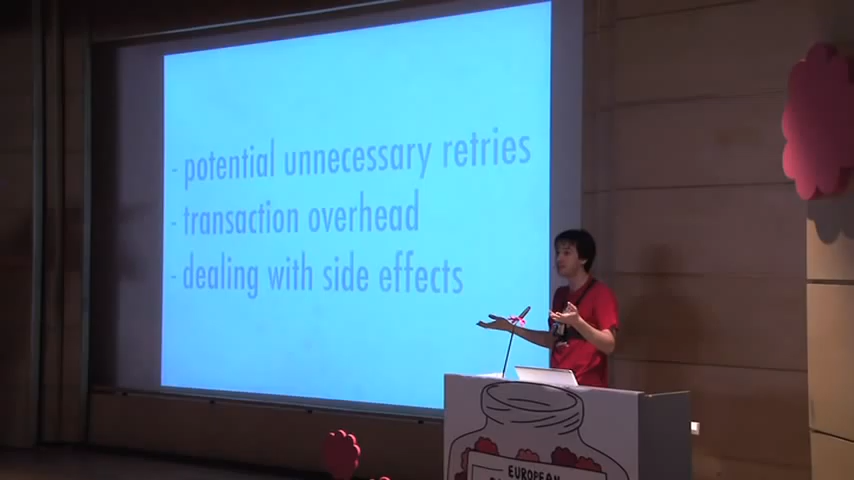 - potential unnecessary retries
- transaction overhead
- dealing with side effects
EUROPEAN